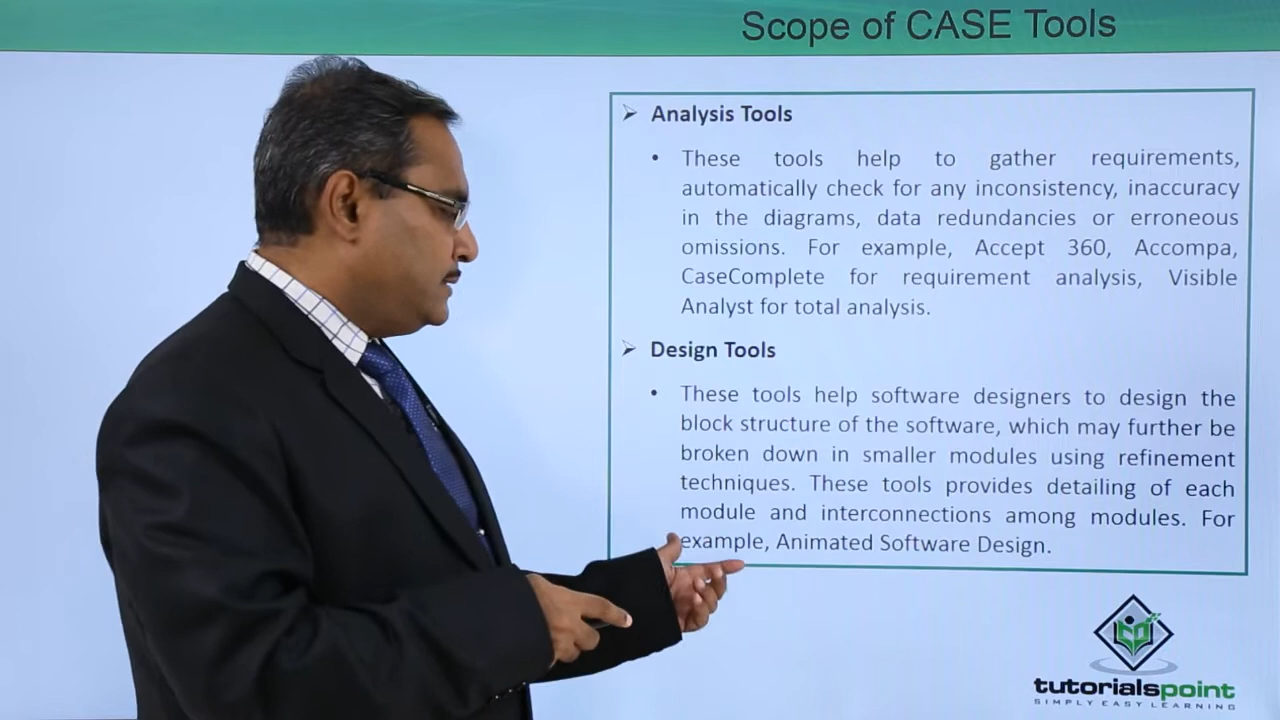 Scope of CASE Tools
Analysis Tools
These tools help to gather requirements,
automatically check for any inconsistency, inaccuracy
in the diagrams, data redundancies or erroneous
omissions. For example, Accept 360, Accompa,
CaseComplete for requirement analysis, Visible
Analyst for total analysis.
Design Tools
These tools help software designers to design the
block structure of the software, which may further be
broken down in smaller modules using refinement
techniques. These tools provides detailing of each
module and interconnections among modules. For
example, Animated Software Design.
tutorialspoint
SIMPLY EASY LEARNING